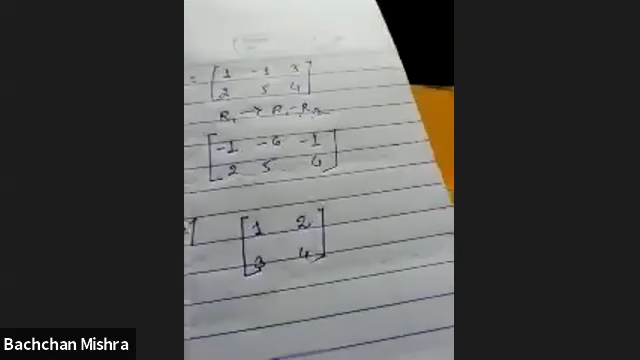 = [1 -1 3
2 5 4]
R₁ → R₁ - R₂
[-1 -6 -1
2 5 4]
] [1 2
3 4]
Bachchan Mishra